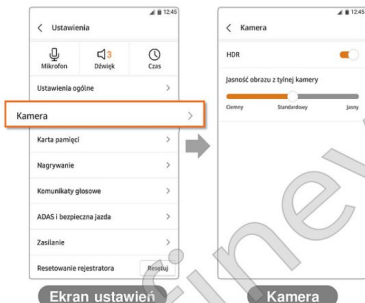 12:45
Ustawienia
3
Mikrofon
Dźwięk
Czas
Ustawienia ogólne
Kamera
Karta pamięci
Nagrywanie
Komunikaty głosowe
ADAS i bezpieczna jazda
Zasilanie
Resetowanie rejestratora
Resetuj
Ekran ustawień
12:45
Kamera
HDR
Jasność obrazu z tylnej kamery
Ciemny Standardowy Jasny
Kamera